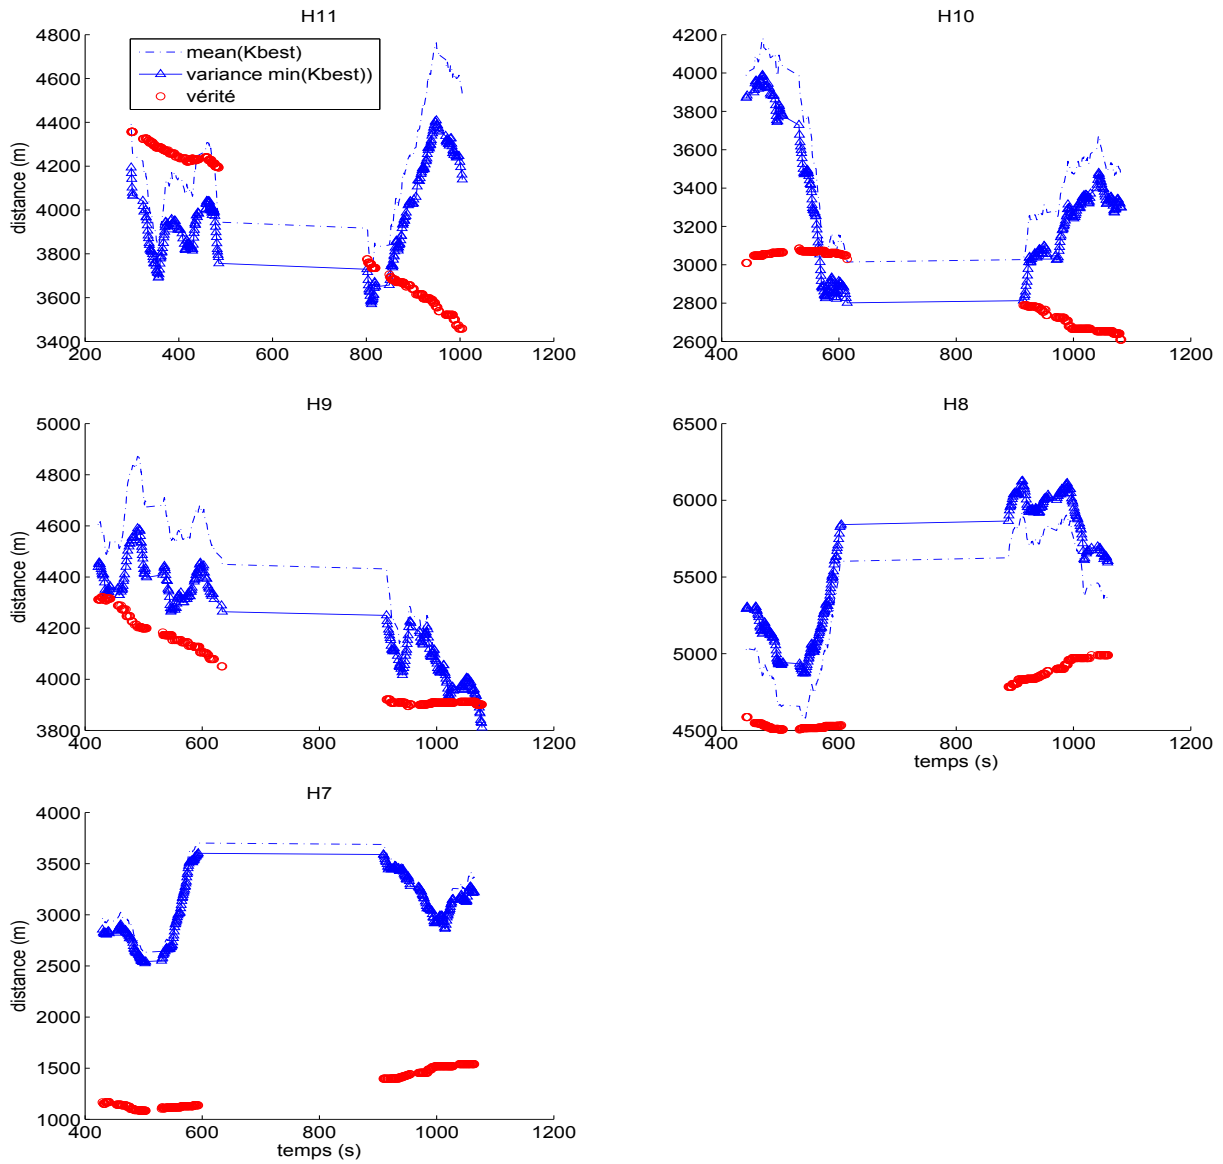 H11
4800
4600
4400
4200
4000
3800
3600
3400
200 400 600 800 1000 1200
distance (m)
mean(Kbest)
variance min(Kbest))
vérité
H10
4200
4000
3800
3600
3400
3200
3000
2800
2600
400 600 800 1000 1200
H9
5000
4800
4600
4400
4200
4000
3800
400 600 800 1000 1200
distance (m)
H8
6500
6000
5500
5000
4500
400 600 800 1000 1200
temps (s)
H7
4000
3500
3000
2500
2000
1500
1000
400 600 800 1000 1200
distance (m)
temps (s)